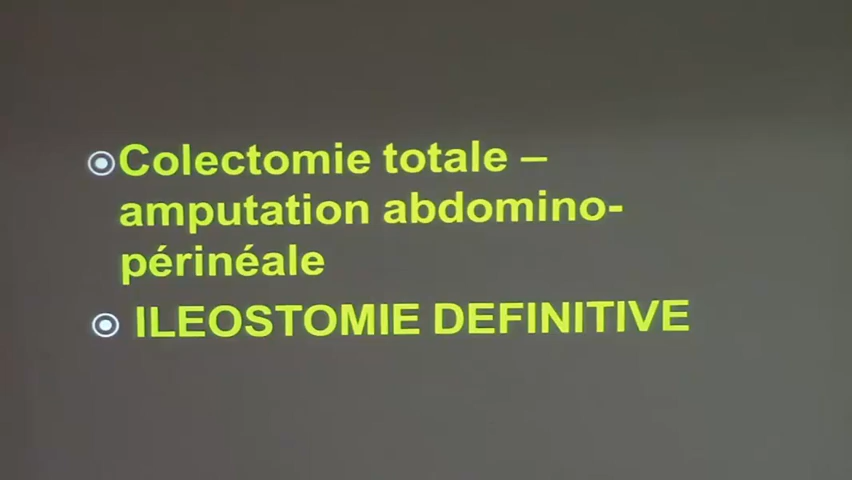 Colectomie totale –
amputation abdomino-
périnéale
ILEOSTOMIE DEFINITIVE